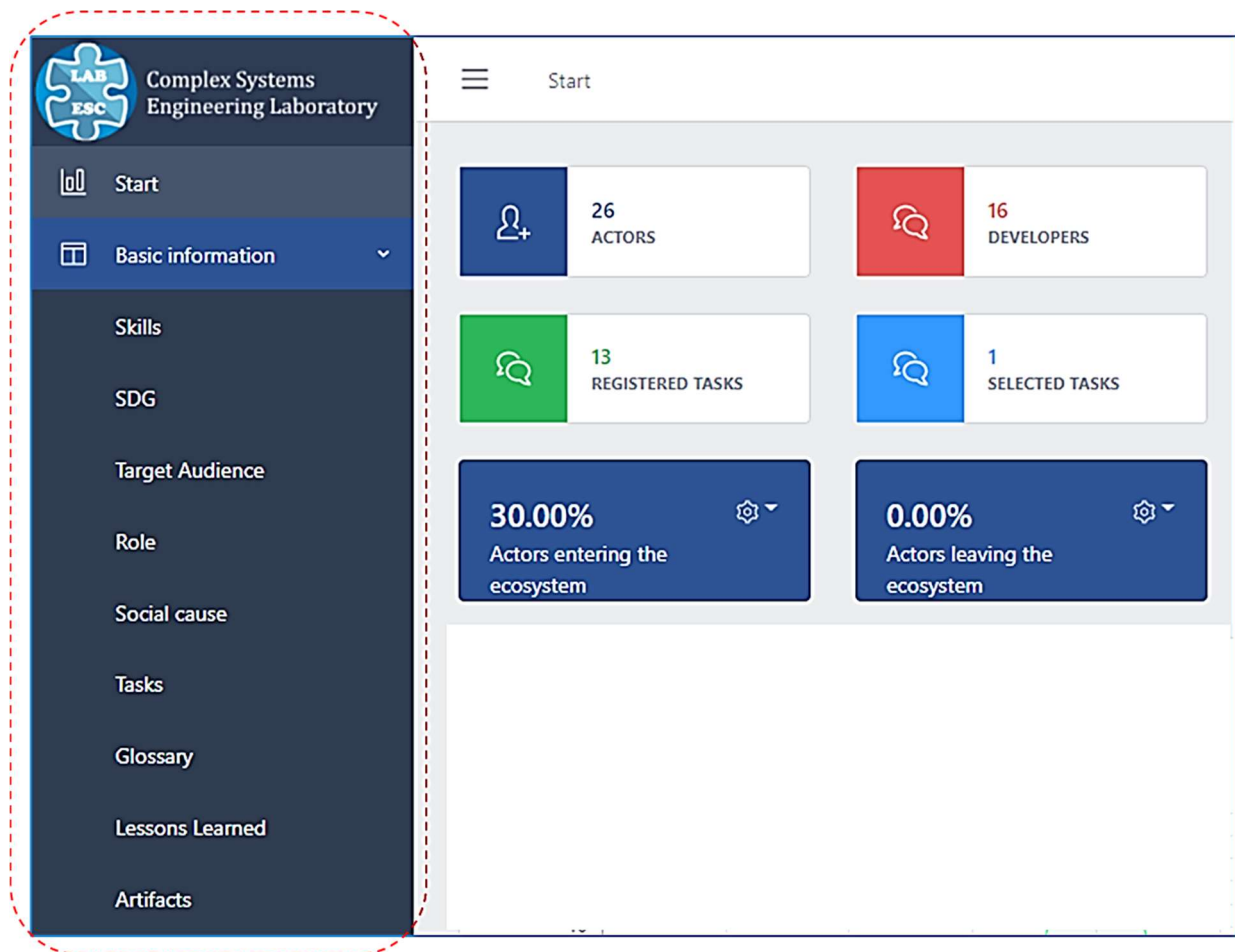 LAB
ESC
Complex Systems
Engineering Laboratory
Start
Basic information
Skills
SDG
Target Audience
Role
Social cause
Tasks
Glossary
Lessons Learned
Artifacts
Start
26
ACTORS
16
DEVELOPERS
13
REGISTERED TASKS
1
SELECTED TASKS
30.00%
Actors entering the
ecosystem
0.00%
Actors leaving the
ecosystem